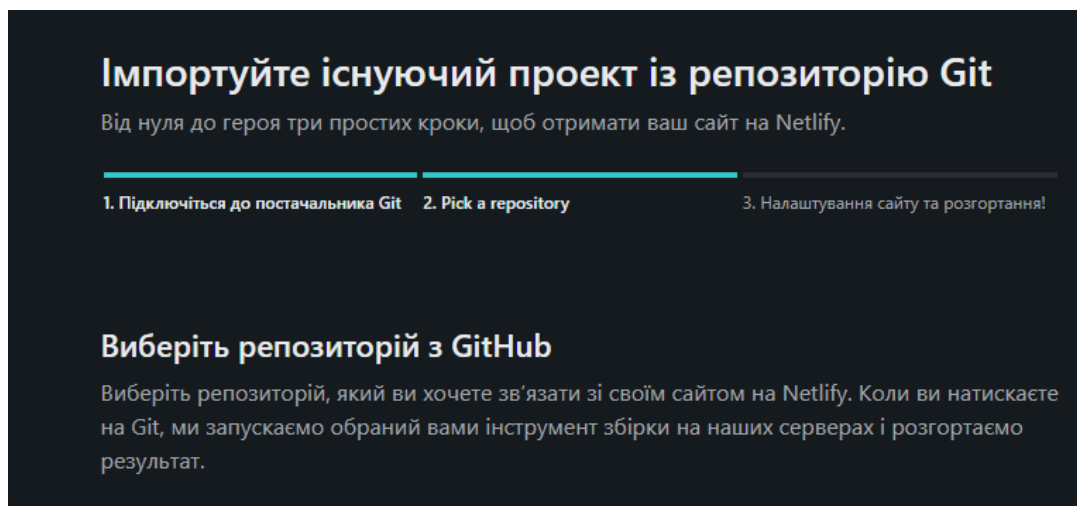 Імпортуйте існуючий проект із репозиторію Git
Від нуля до героя три простих кроки, щоб отримати ваш сайт на Netlify.
1. Підключіться до постачальника Git
2. Pick a repository
3. Налаштування сайту та розгортання!
Виберіть репозиторій з GitHub
Виберіть репозиторій, який ви хочете зв’язати зі своїм сайтом на Netlify. Коли ви натискаєте
на Git, ми запускаємо обраний вами інструмент збірки на наших серверах і розгортаємо
результат.